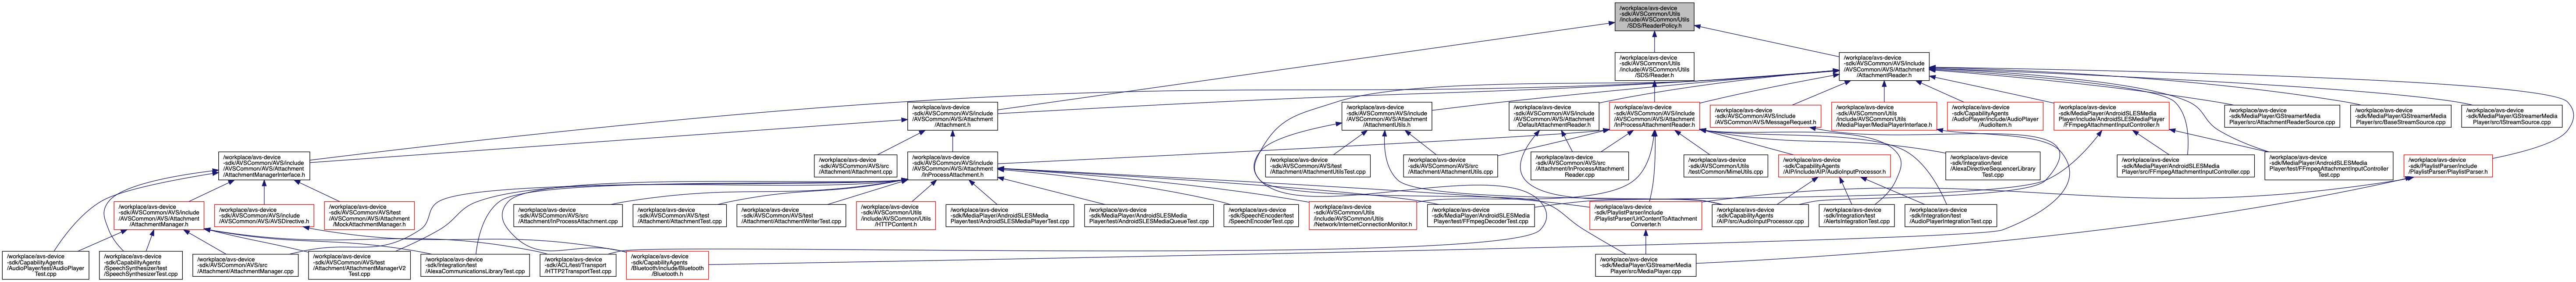 /workplace/avs-device
-sdk/AVSCommon/Utils
/include/AVSCommon/Utils
/SDS/ReaderPolicy.h
/workplace/avs-device
-sdk/AVSCommon/Utils
/include/AVSCommon/Utils
/SDS/Reader.h
/workplace/avs-device
-sdk/AVSCommon/AVS/include
/AVSCommon/AVS/Attachment
/AttachmentReader.h
/workplace/avs-device
-sdk/AVSCommon/AVS/include
/AVSCommon/AVS/Attachment
/Attachment.h
/workplace/avs-device
-sdk/AVSCommon/AVS/include
/AVSCommon/AVS/Attachment
/AttachmentUtils.h
/workplace/avs-device
-sdk/AVSCommon/AVS/include
/AVSCommon/AVS/Attachment
/DefaultAttachmentReader.h
/workplace/avs-device
-sdk/AVSCommon/AVS/include
/AVSCommon/AVS/Attachment
/InProcessAttachmentReader.h
/workplace/avs-device
-sdk/AVSCommon/AVS/include
/AVSCommon/AVS/MessageRequest.h
/workplace/avs-device
-sdk/AVSCommon/Utils
/include/AVSCommon/Utils
/MediaPlayer/MediaPlayerInterface.h
/workplace/avs-device
-sdk/CapabilityAgents
/AudioPlayer/include/AudioPlayer
/AudioItem.h
/workplace/avs-device
-sdk/MediaPlayer/AndroidSLESMedia
Player/include/AndroidSLESMediaPlayer
/FFmpegAttachmentInputController.h
/workplace/avs-device
-sdk/MediaPlayer/GStreamerMedia
Player/src/AttachmentReaderSource.cpp
/workplace/avs-device
-sdk/MediaPlayer/GStreamerMedia
Player/src/BaseStreamSource.cpp
/workplace/avs-device
-sdk/MediaPlayer/GStreamerMedia
Player/src/IStreamSource.cpp
/workplace/avs-device
-sdk/AVSCommon/AVS/include
/AVSCommon/AVS/Attachment
/AttachmentManagerInterface.h
/workplace/avs-device
-sdk/AVSCommon/AVS/src
/Attachment/Attachment.cpp
/workplace/avs-device
-sdk/AVSCommon/AVS/include
/AVSCommon/AVS/Attachment
/InProcessAttachment.h
/workplace/avs-device
-sdk/AVSCommon/AVS/test
/Attachment/AttachmentUtilsTest.cpp
/workplace/avs-device
-sdk/AVSCommon/AVS/src
/Attachment/AttachmentUtils.cpp
/workplace/avs-device
-sdk/AVSCommon/AVS/src
/Attachment/InProcessAttachment
Reader.cpp
/workplace/avs-device
-sdk/AVSCommon/Utils
/test/Common/MimeUtils.cpp
/workplace/avs-device
-sdk/CapabilityAgents
/AIP/include/AIP/AudioInputProcessor.h
/workplace/avs-device
-sdk/Integration/test
/AlexaDirectiveSequencerLibrary
Test.cpp
/workplace/avs-device
-sdk/MediaPlayer/AndroidSLESMedia
Player/src/FFmpegAttachmentInputController.cpp
/workplace/avs-device
-sdk/MediaPlayer/AndroidSLESMedia
Player/test/FFmpegAttachmentInputController
Test.cpp
/workplace/avs-device
-sdk/PlaylistParser/include
/PlaylistParser/PlaylistParser.h
/workplace/avs-device
-sdk/AVSCommon/AVS/include
/AVSCommon/AVS/Attachment
/AttachmentManager.h
/workplace/avs-device
-sdk/AVSCommon/AVS/include
/AVSCommon/AVS/AVSDirective.h
/workplace/avs-device
-sdk/AVSCommon/AVS/test
/AVSCommon/AVS/Attachment
/MockAttachmentManager.h
/workplace/avs-device
-sdk/AVSCommon/AVS/src
/Attachment/InProcessAttachment.cpp
/workplace/avs-device
-sdk/AVSCommon/AVS/test
/Attachment/AttachmentTest.cpp
/workplace/avs-device
-sdk/AVSCommon/AVS/test
/Attachment/AttachmentWriterTest.cpp
/workplace/avs-device
-sdk/AVSCommon/Utils
/include/AVSCommon/Utils
/HTTPContent.h
/workplace/avs-device
-sdk/MediaPlayer/AndroidSLESMedia
Player/test/AndroidSLESMediaPlayerTest.cpp
/workplace/avs-device
-sdk/MediaPlayer/AndroidSLESMedia
Player/test/AndroidSLESMediaQueueTest.cpp
/workplace/avs-device
-sdk/SpeechEncoder/test
/SpeechEncoderTest.cpp
/workplace/avs-device
-sdk/AVSCommon/Utils
/include/AVSCommon/Utils
/Network/InternetConnectionMonitor.h
/workplace/avs-device
-sdk/MediaPlayer/AndroidSLESMedia
Player/test/FFmpegDecoderTest.cpp
/workplace/avs-device
-sdk/PlaylistParser/include
/PlaylistParser/UrlContentToAttachment
Converter.h
/workplace/avs-device
-sdk/CapabilityAgents
/AIP/src/AudioInputProcessor.cpp
/workplace/avs-device
-sdk/Integration/test
/AlertsIntegrationTest.cpp
/workplace/avs-device
-sdk/Integration/test
/AudioPlayerIntegrationTest.cpp
/workplace/avs-device
-sdk/CapabilityAgents
/AudioPlayer/test/AudioPlayer
Test.cpp
/workplace/avs-device
-sdk/CapabilityAgents
/SpeechSynthesizer/test
/SpeechSynthesizerTest.cpp
/workplace/avs-device
-sdk/AVSCommon/AVS/src
/Attachment/AttachmentManager.cpp
/workplace/avs-device
-sdk/AVSCommon/AVS/test
/Attachment/AttachmentManagerV2
Test.cpp
/workplace/avs-device
-sdk/Integration/test
/AlexaCommunicationsLibraryTest.cpp
/workplace/avs-device
-sdk/ACL/test/Transport
/HTTP2TransportTest.cpp
/workplace/avs-device
-sdk/CapabilityAgents
/Bluetooth/include/Bluetooth
/Bluetooth.h
/workplace/avs-device
-sdk/MediaPlayer/GStreamerMedia
Player/src/MediaPlayer.cpp